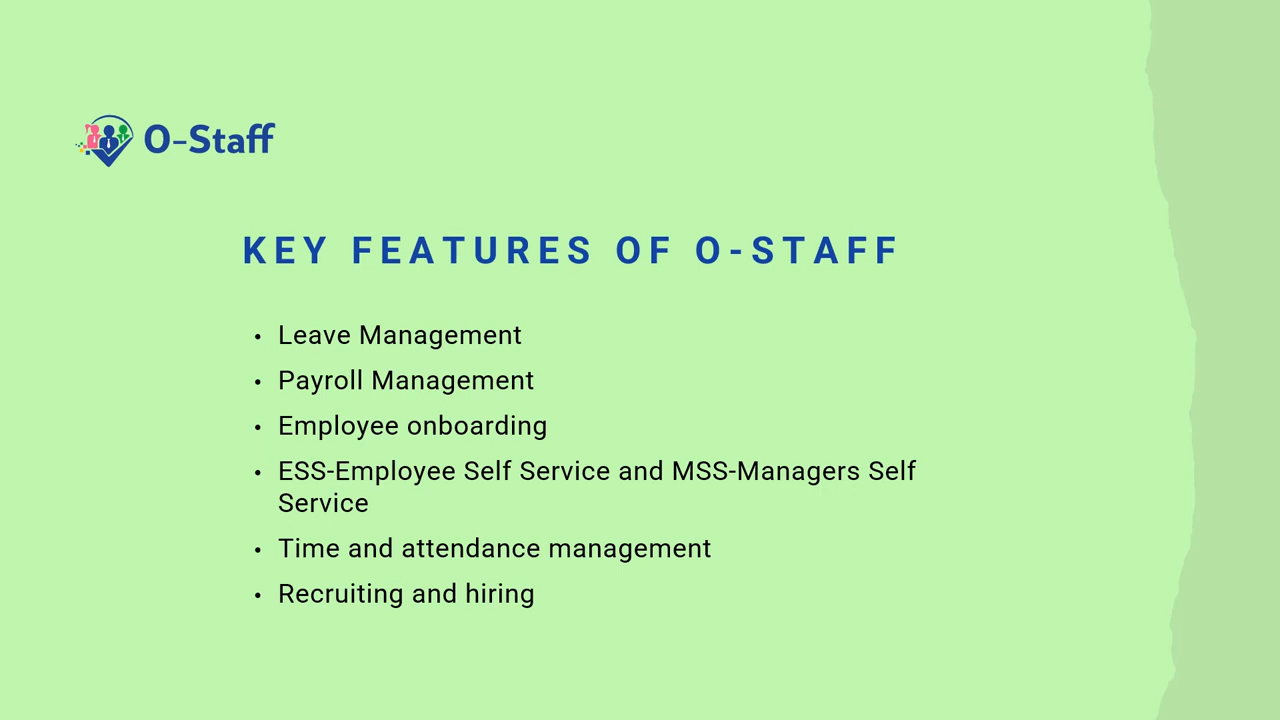 O-Staff
KEY FEATURES OF O-STAFF
• Leave Management
• Payroll Management
• Employee onboarding
• ESS-Employee Self Service and MSS-Managers Self
Service
• Time and attendance management
• Recruiting and hiring